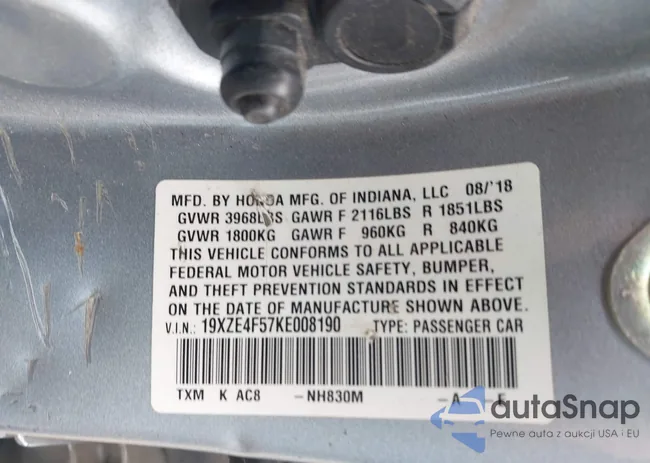 MFD. BY HONDA MFG. OF INDIANA, LLC 08/'18
GVWR 3968LBS GAWR F 2116LBS R 1851LBS
GVWR 1800KG GAWR F 960KG R 840KG
THIS VEHICLE CONFORMS TO ALL APPLICABLE
FEDERAL MOTOR VEHICLE SAFETY, BUMPER,
AND THEFT PREVENTION STANDARDS IN EFFECT
ON THE DATE OF MANUFACTURE SHOWN ABOVE.
V.I.N.: 19XZE4F57KE008190 TYPE: PASSENGER CAR
TXM K AC8 -NH830M -A -E
autaSnap
Pewne auta z aukcji USA i EU